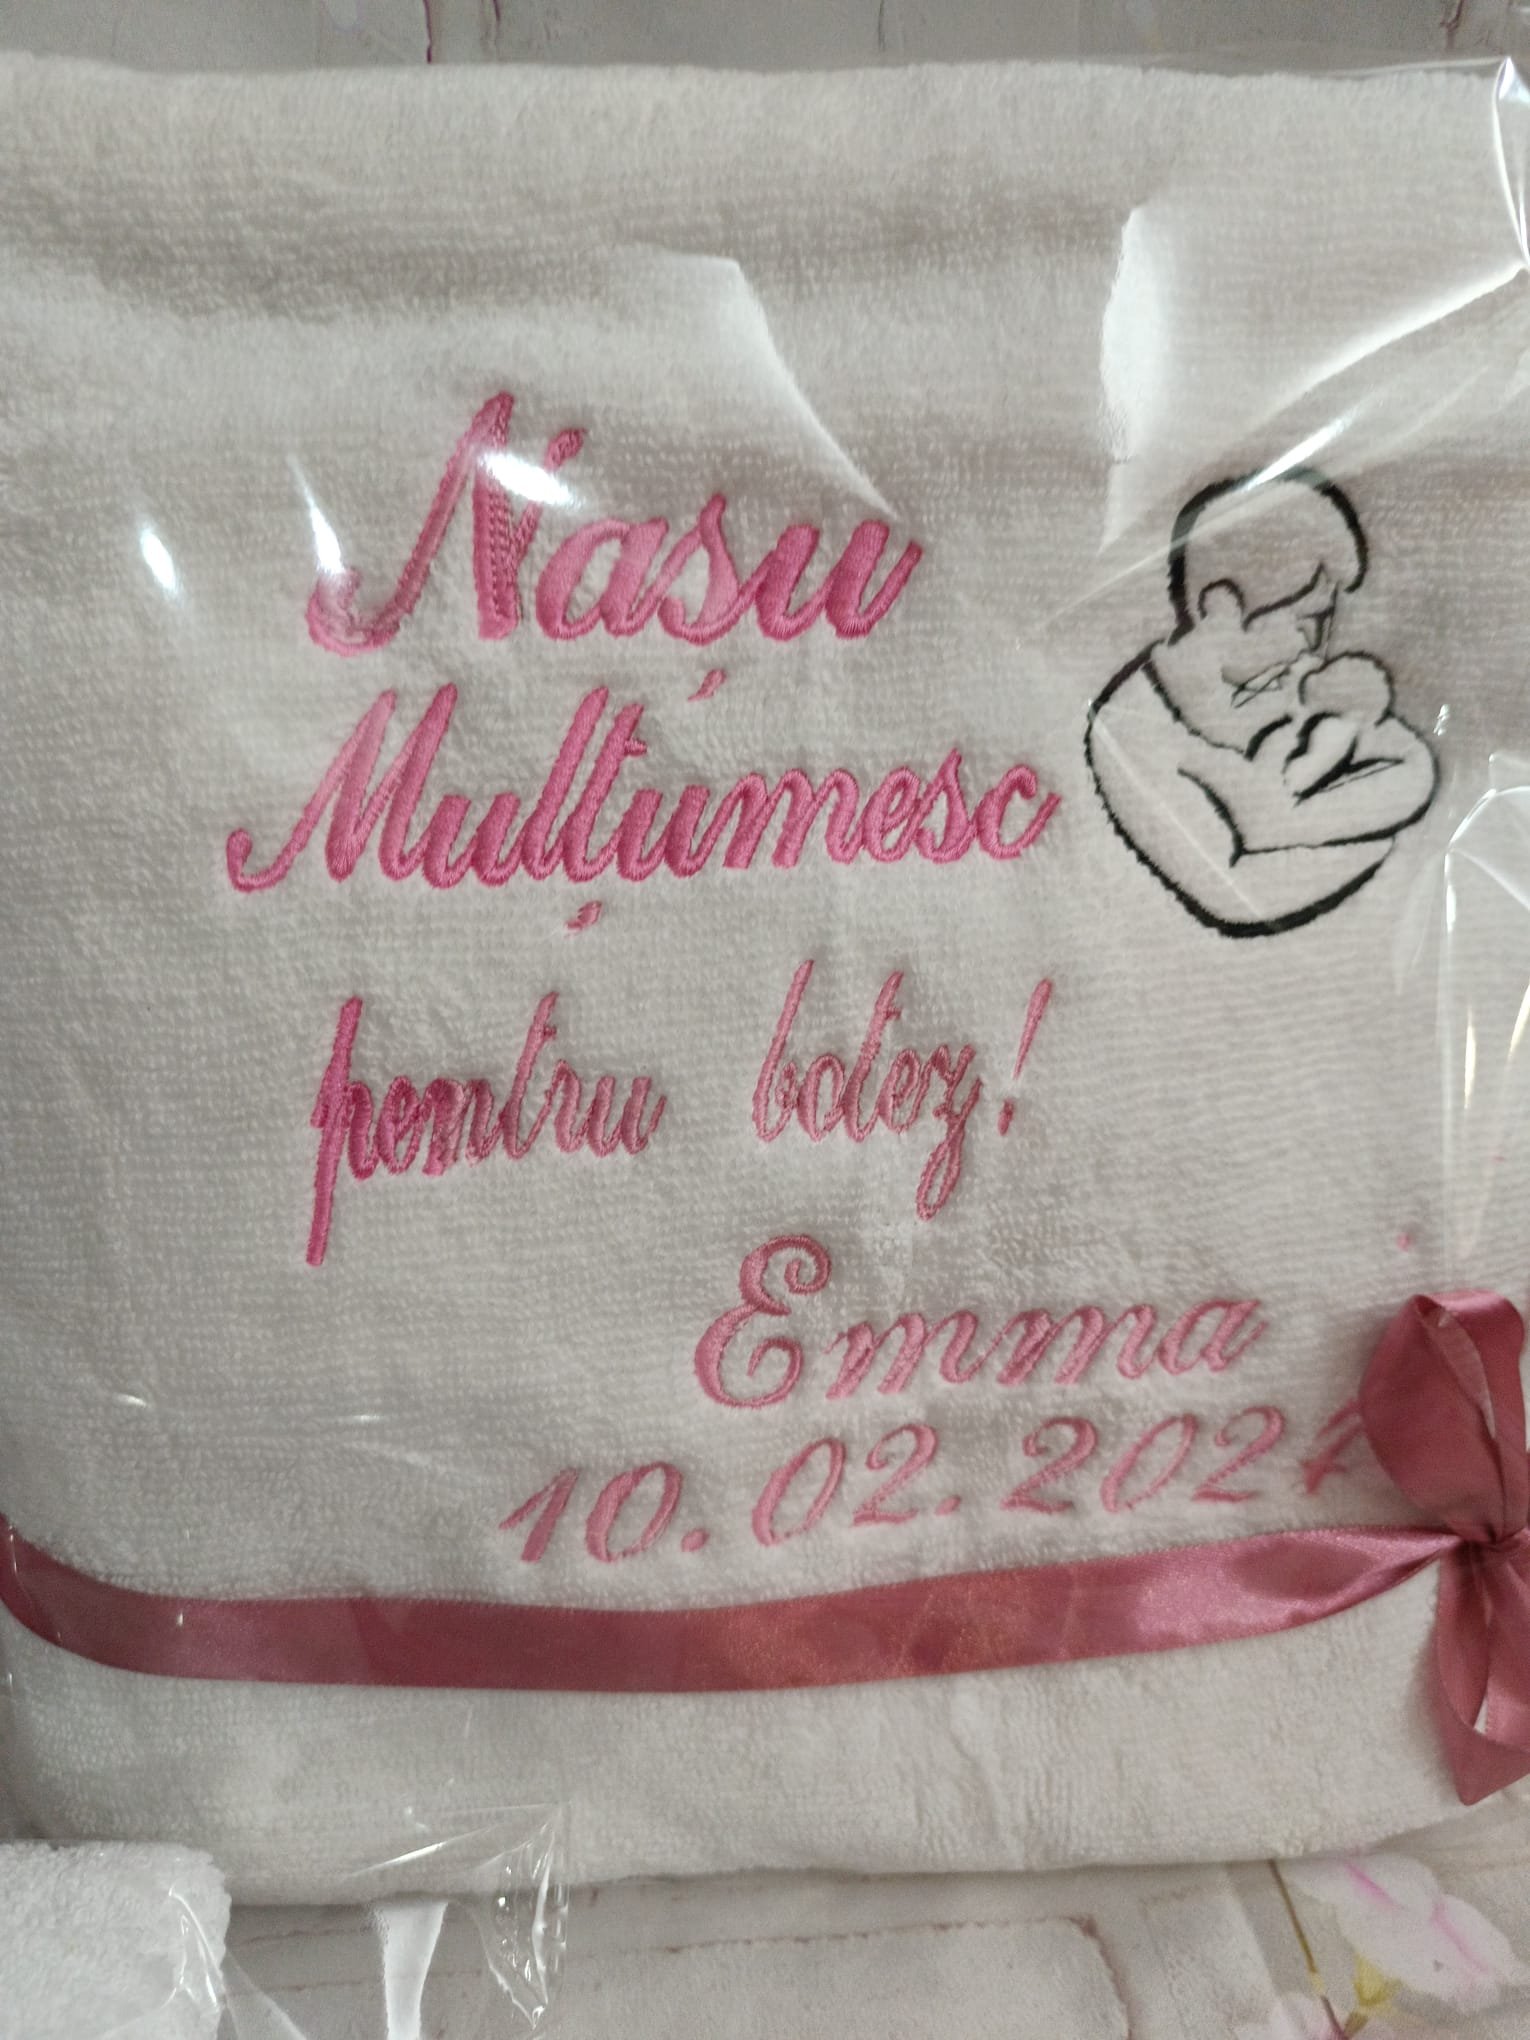 Nașu
Mulțumesc
pentru botez!
Emma
10.02.202